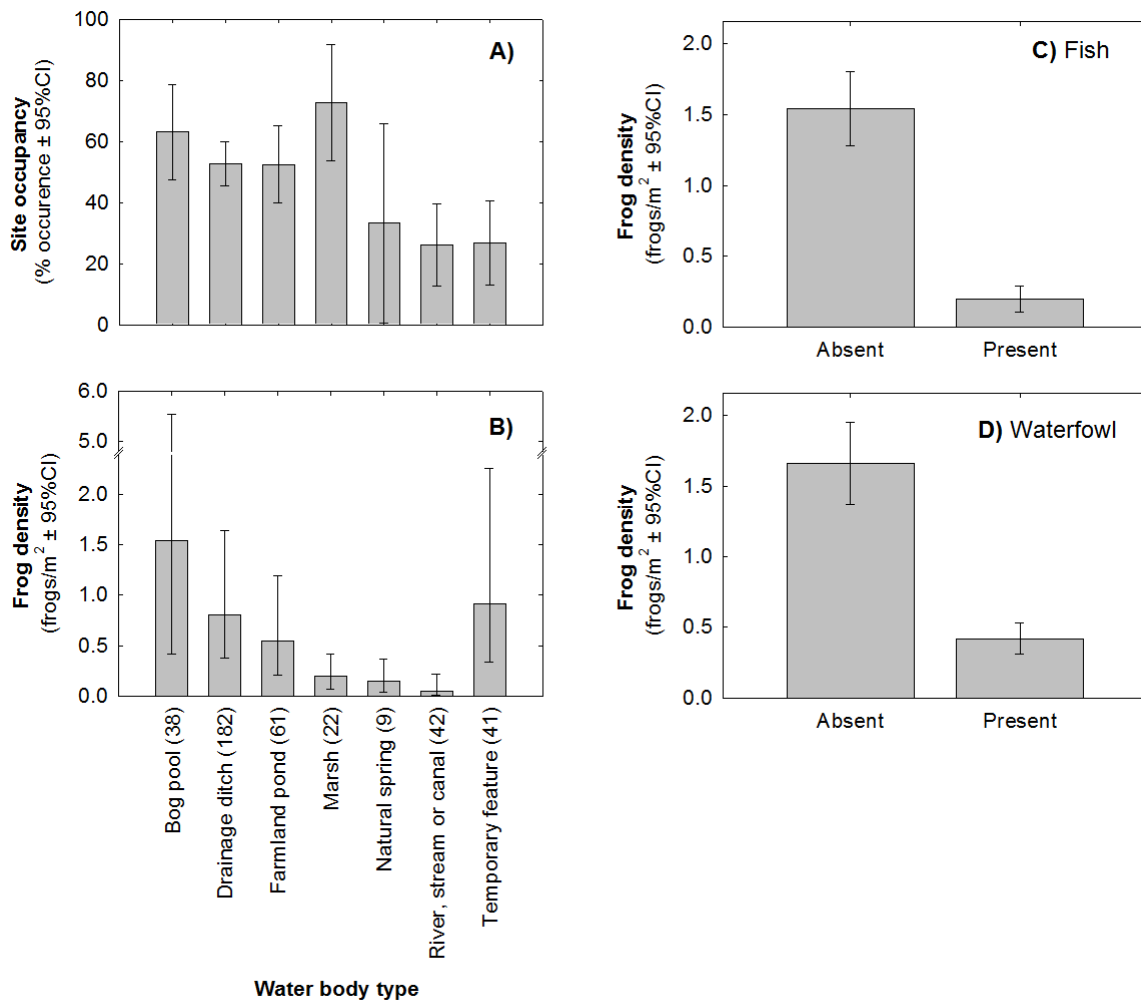 A)
Site occupancy
(% occurence ± 95%CI)
100
80
60
40
20
0
B)
Frog density
(frogs/m² ± 95%CI)
6.0
5.0
2.0
1.5
1.0
0.5
0.0
Bog pool (38)
Drainage ditch (182)
Farmland pond (61)
Marsh (22)
Natural spring (9)
River, stream or canal (42)
Temporary feature (41)
Water body type
C) Fish
Frog density
(frogs/m² ± 95%CI)
2.0
1.5
1.0
0.5
0.0
Absent
Present
D) Waterfowl
Frog density
(frogs/m² ± 95%CI)
2.0
1.5
1.0
0.5
0.0
Absent
Present